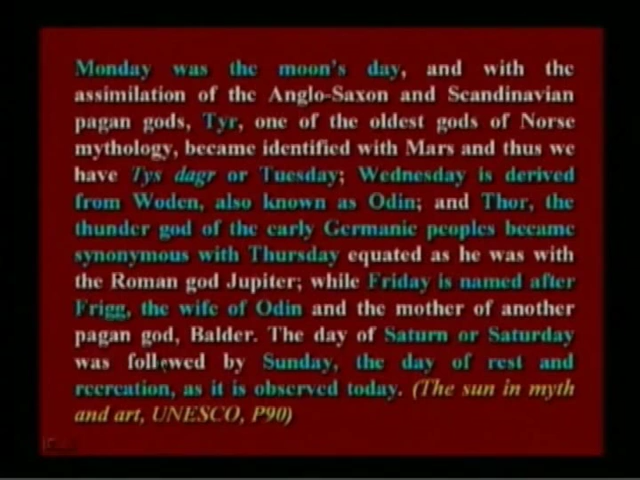 Monday was the moon's day, and with the
assimilation of the Anglo-Saxon and Scandinavian
pagan gods, Tyr, one of the oldest gods of Norse
mythology, became identified with Mars and thus we
have Tys dagr or Tuesday; Wednesday is derived
from Woden, also known as Odin; and Thor, the
thunder god of the early Germanic peoples became
synonymous with Thursday equated as he was with
the Roman god Jupiter; while Friday is named after
Frigg, the wife of Odin and the mother of another
pagan god, Balder. The day of Saturn or Saturday
was followed by Sunday, the day of rest and
recreation, as it is observed today. (The sun in myth
and art, UNESCO, P90)